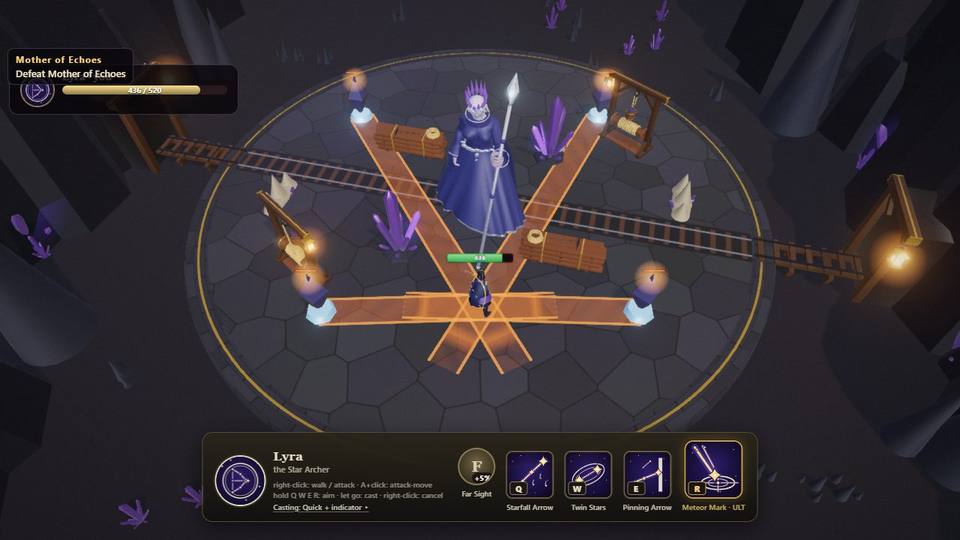 Mother of Echoes
Defeat Mother of Echoes
436 / 520
436
Lyra
the Star Archer
right-click: walk / attack · A+click: attack-move
hold Q W E R: aim · let go: cast · right-click: cancel
Casting: Quick + indicator
F
+5%
Far Sight
Q
Starfall Arrow
W
Twin Stars
E
Pinning Arrow
R
Meteor Mark · ULT